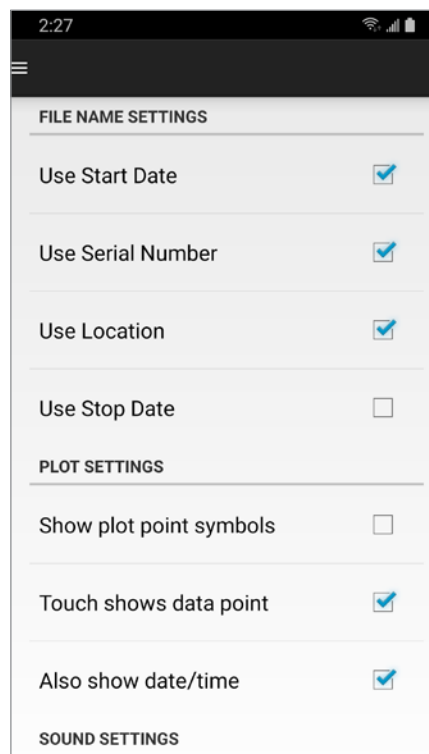 2:27
FILE NAME SETTINGS
Use Start Date
Use Serial Number
Use Location
Use Stop Date
PLOT SETTINGS
Show plot point symbols
Touch shows data point
Also show date/time
SOUND SETTINGS